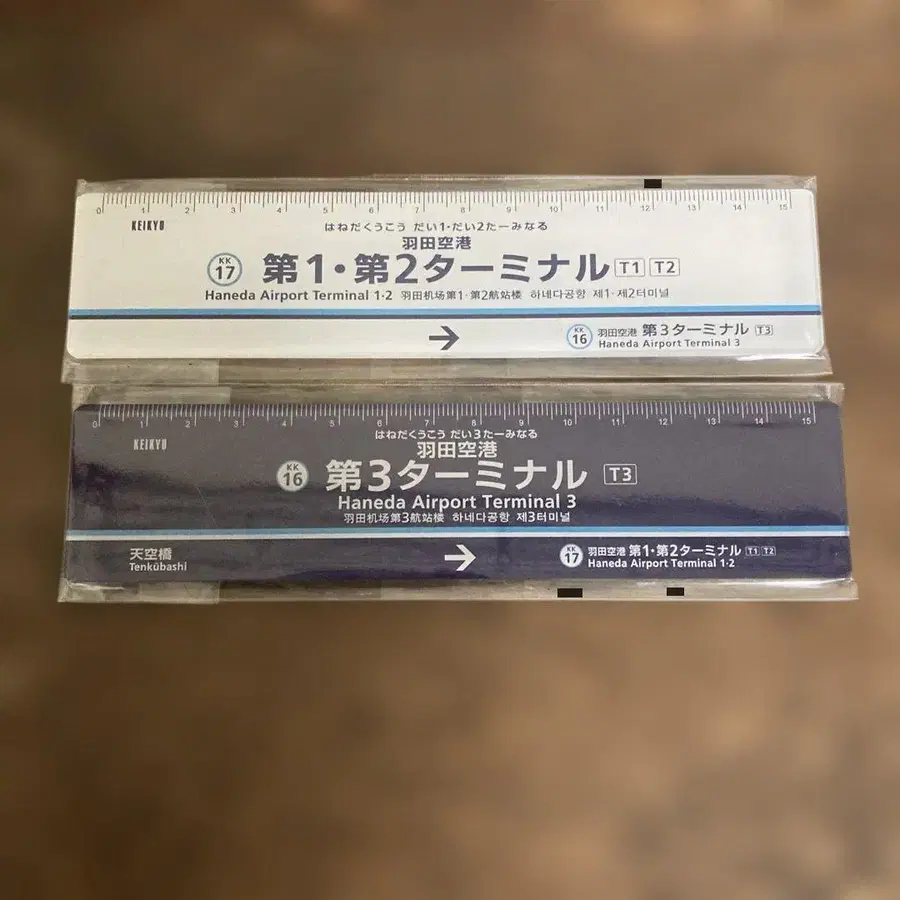 0 1 2 3 4 5 6 7 8 9 10 11 12 13 14 15
KEIKYU
はねだくうこう だい1・だい2たーみなる
羽田空港
KK 17 第1・第2ターミナル T1 T2
Haneda Airport Terminal 1·2 羽田机场第1·第2航站楼 하네다공항 제1·제2터미널
→ KK 16 羽田空港 第3ターミナル T3
Haneda Airport Terminal 3
0 1 2 3 4 5 6 7 8 9 10 11 12 13 14 15
KEIKYU
はねだくうこう だい3たーみなる
羽田空港
KK 16 第3ターミナル T3
Haneda Airport Terminal 3
羽田机场第3航站楼 하네다공항 제3터미널
天空橋 → KK 17 羽田空港 第1・第2ターミナル T1 T2
Tenkūbashi Haneda Airport Terminal 1·2